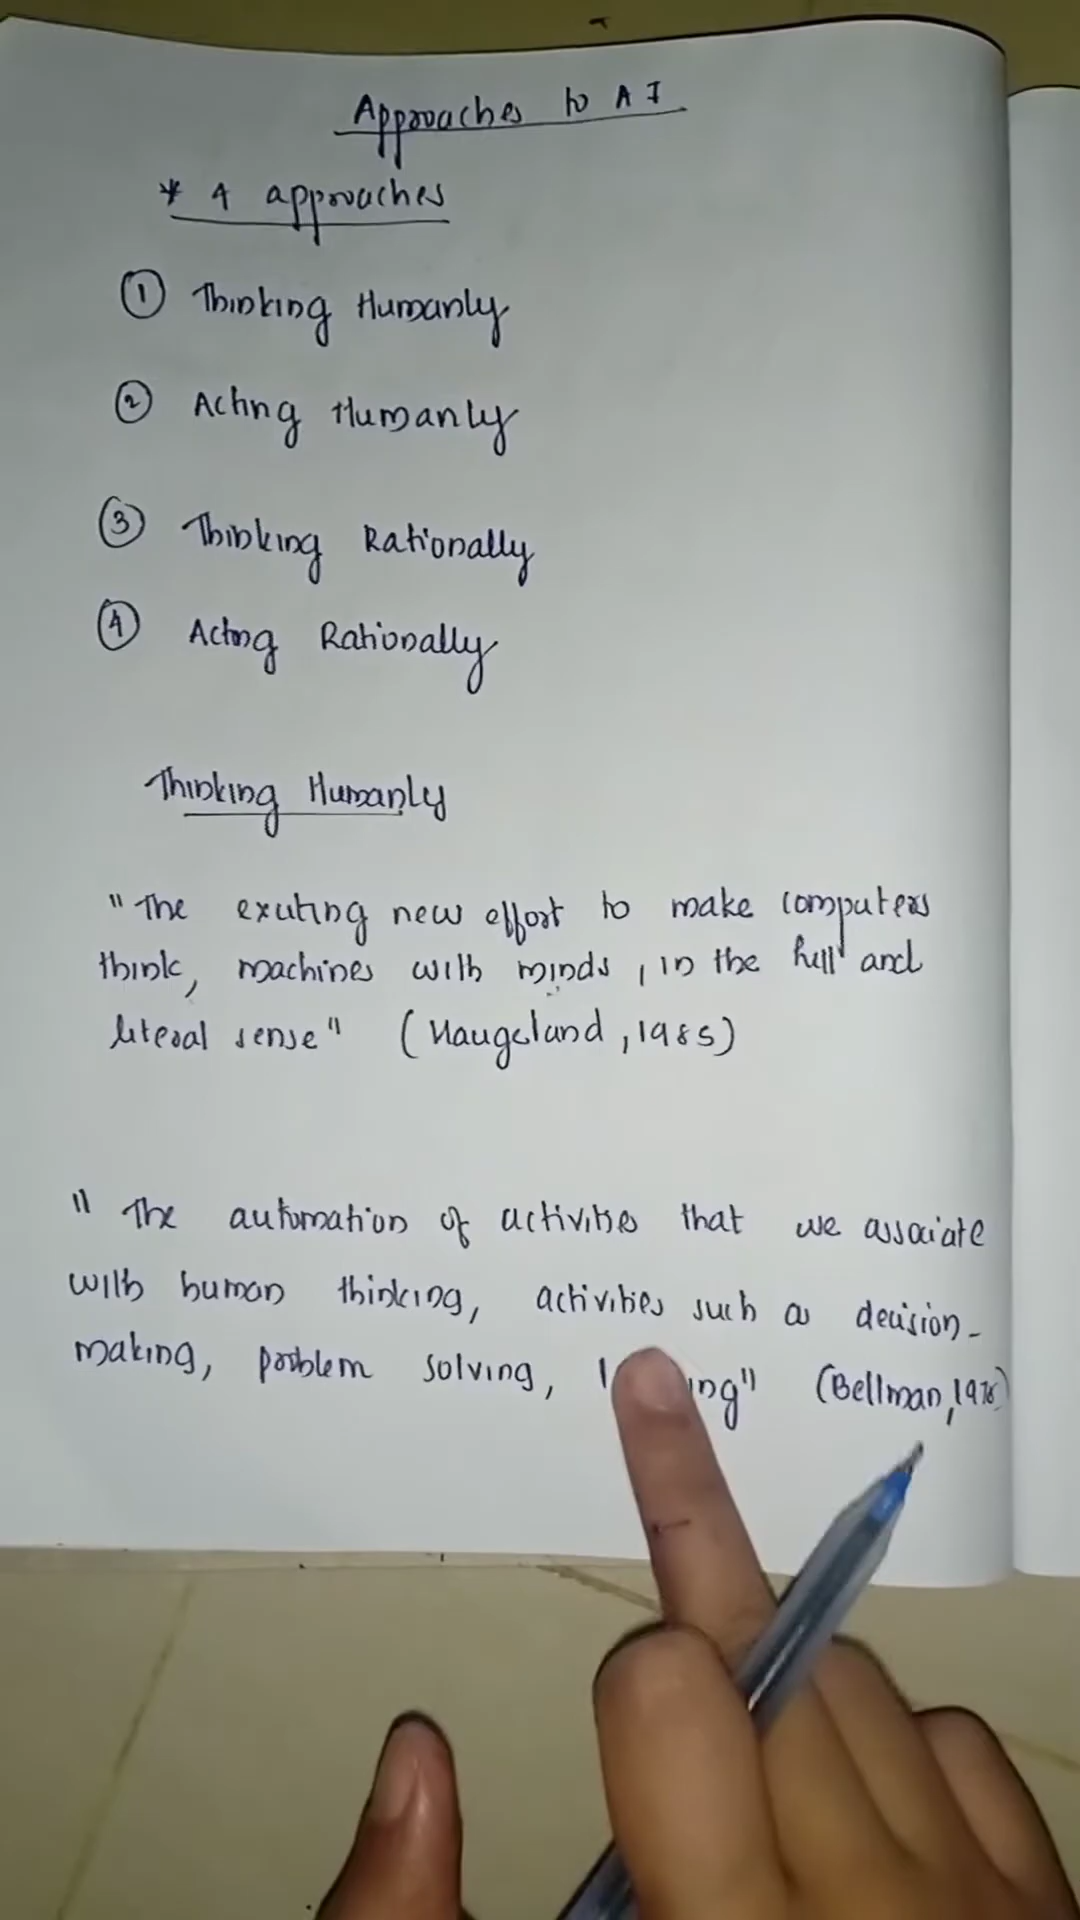 Approaches to AI
* 4 approaches
① Thinking Humanly
② Acting Humanly
③ Thinking Rationally
④ Acting Rationally
Thinking Humanly
"The exciting new effort to make computers
think, machines with minds, in the full and
literal sense" (Haugeland, 1985)
"The automation of activities that we associate
with human thinking, activities such as decision-
making, problem solving, (Bellman,